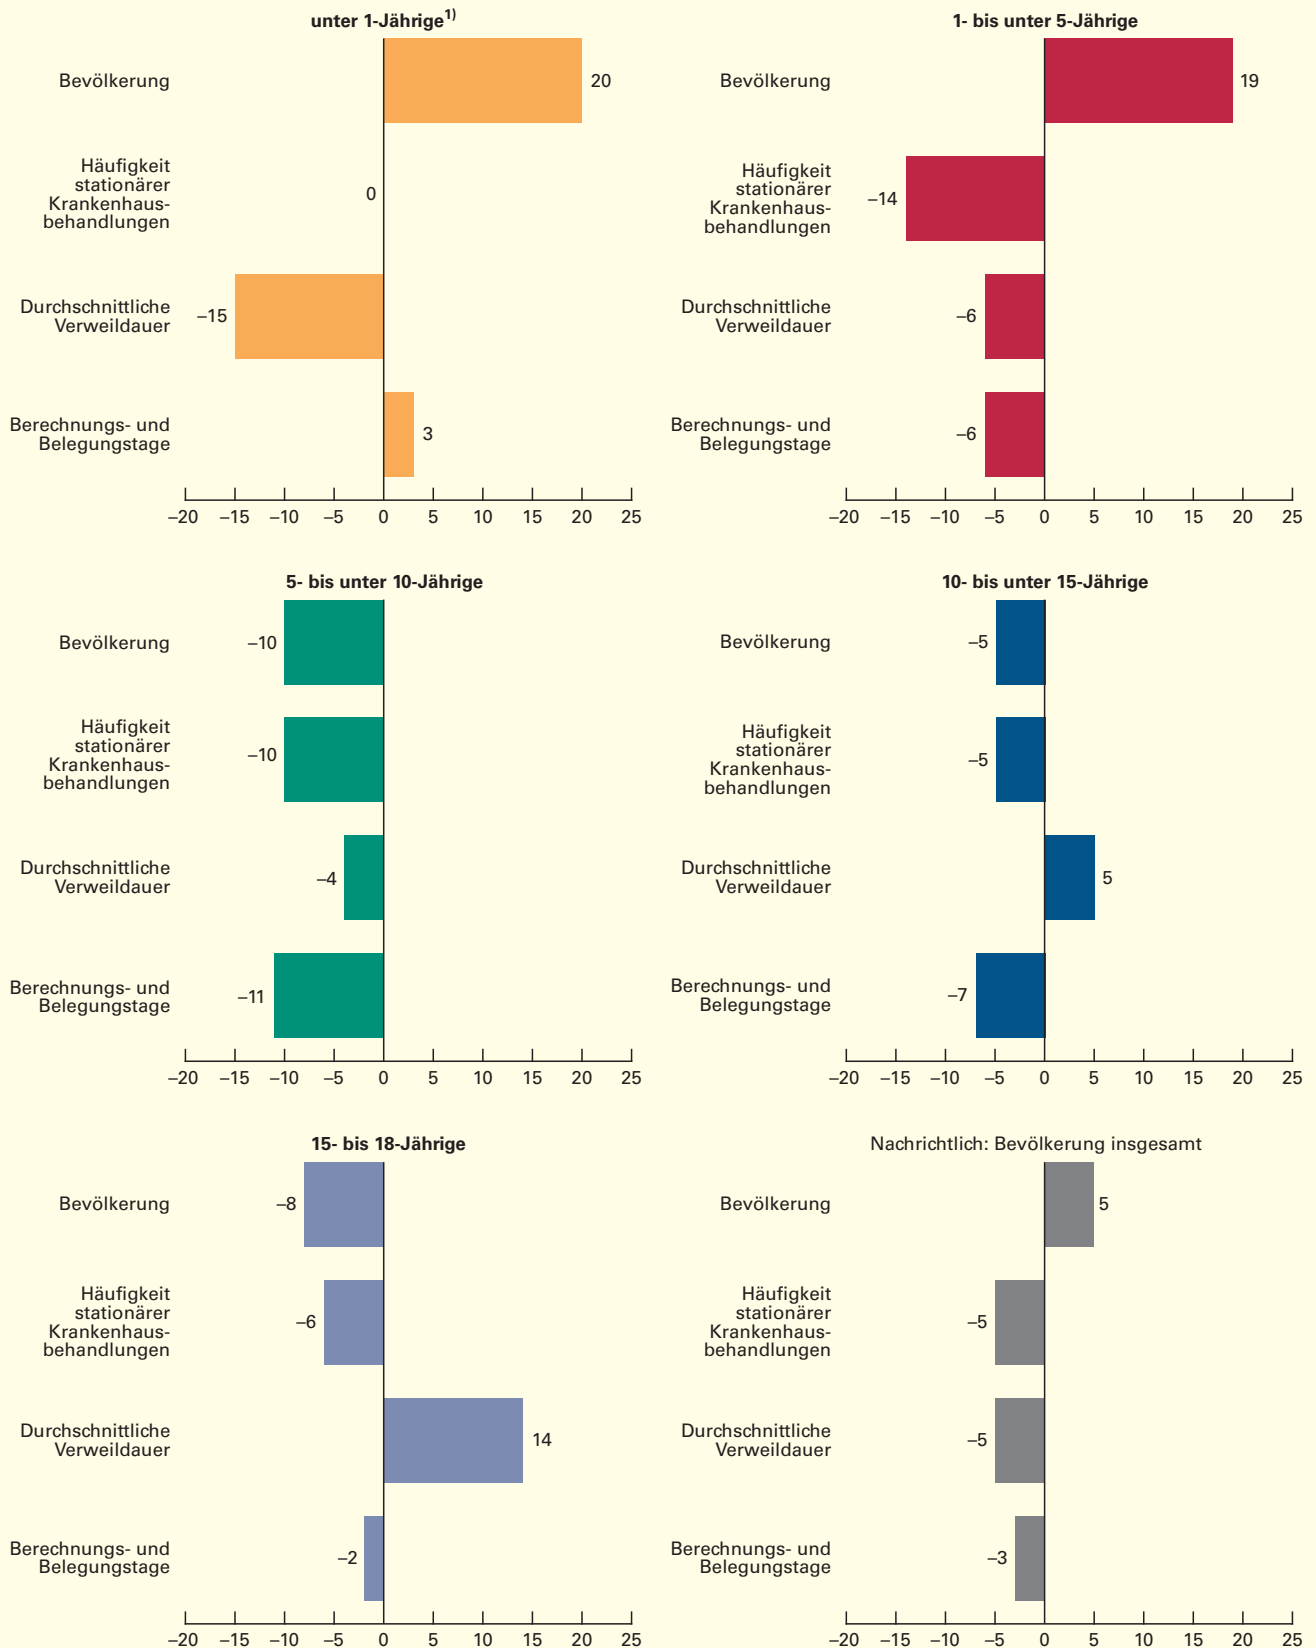 unter 1-Jährige1)
Bevölkerung
20
Häufigkeit
stationärer
Krankenhaus-
behandlungen
0
Durchschnittliche
Verweildauer
–15
Berechnungs- und
Belegungstage
3
–20 –15 –10 –5 0 5 10 15 20 25
1- bis unter 5-Jährige
Bevölkerung
19
Häufigkeit
stationärer
Krankenhaus-
behandlungen
–14
Durchschnittliche
Verweildauer
–6
Berechnungs- und
Belegungstage
–6
–20 –15 –10 –5 0 5 10 15 20 25
5- bis unter 10-Jährige
Bevölkerung
–10
Häufigkeit
stationärer
Krankenhaus-
behandlungen
–10
Durchschnittliche
Verweildauer
–4
Berechnungs- und
Belegungstage
–11
–20 –15 –10 –5 0 5 10 15 20 25
10- bis unter 15-Jährige
Bevölkerung
–5
Häufigkeit
stationärer
Krankenhaus-
behandlungen
–5
Durchschnittliche
Verweildauer
5
Berechnungs- und
Belegungstage
–7
–20 –15 –10 –5 0 5 10 15 20 25
15- bis 18-Jährige
Bevölkerung
–8
Häufigkeit
stationärer
Krankenhaus-
behandlungen
–6
Durchschnittliche
Verweildauer
14
Berechnungs- und
Belegungstage
–2
–20 –15 –10 –5 0 5 10 15 20 25
Nachrichtlich: Bevölkerung insgesamt
Bevölkerung
5
Häufigkeit
stationärer
Krankenhaus-
behandlungen
–5
Durchschnittliche
Verweildauer
–5
Berechnungs- und
Belegungstage
–3
–20 –15 –10 –5 0 5 10 15 20 25